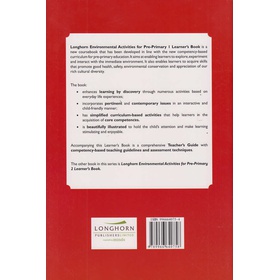 Longhorn Environmental Activities for Pre-Primary 1 Learner's Book is a
new coursebook that has been developed in line with the new competency-based
curriculum for pre-primary education. It aims at enabling learners to explore, experiment
and interact with the immediate environment. It also enables learners to acquire skills
that promote good health, safety, environmental conservation and appreciation of
our rich cultural diversity.
The book:
enhances learning by discovery through numerous activities based on
everyday life experiences;
incorporates pertinent and contemporary issues in an interactive and
child-friendly manner;
has simplified curriculum-based activities that help learners in the
acquisition of core competencies.
is beautifully illustrated to hold the child's attention and make learning
stimulating and enjoyable.
Accompanying this Learner's Book is a comprehensive Teacher's Guide with
competency-based teaching guidelines and assessment techniques.
The other book in this series is Longhorn Environmental Activities for Pre-Primary
2 Learner's Book.
LONGHORN
PUBLISHERS
ISBN